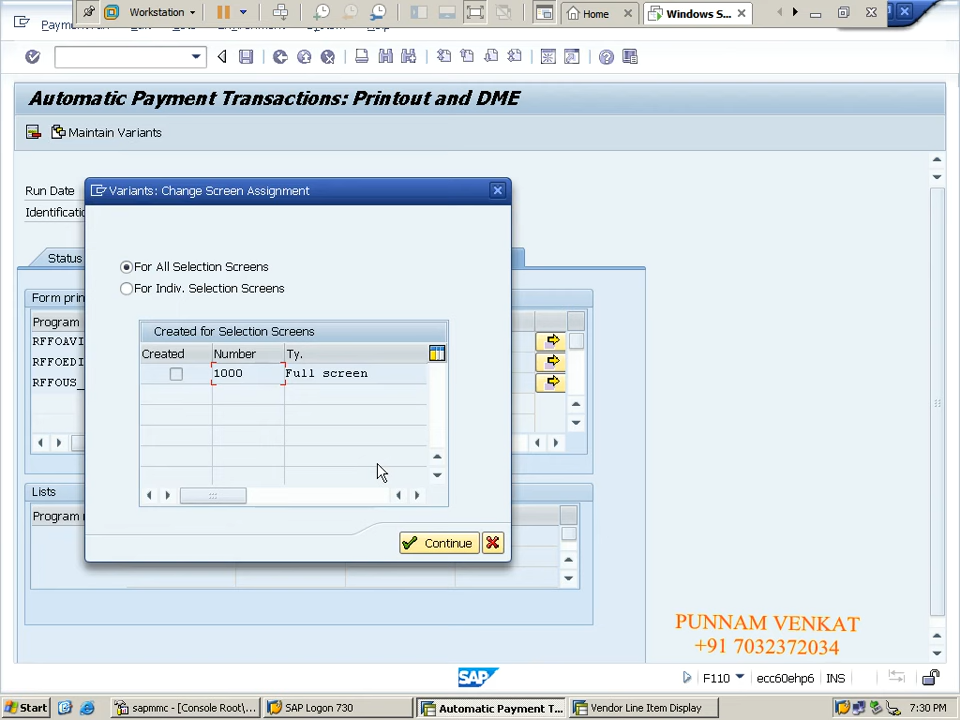 Workstation
Home
Windows S...
Automatic Payment Transactions: Printout and DME
Maintain Variants
Run Date
Identificati
Variants: Change Screen Assignment
For All Selection Screens
For Indiv. Selection Screens
Status
Form prin
Program
RFFOAVI
RFFOEDI
RFFOUS_
Created for Selection Screens
Created Number Ty.
1000 Full screen
Lists
Program n
Continue
PUNNAM VENKAT
+91 7032372034
SAP
F110 ecc60ehp6 INS
Start
sapmmc - [Console Root\...
SAP Logon 730
Automatic Payment T...
Vendor Line Item Display
7:30 PM